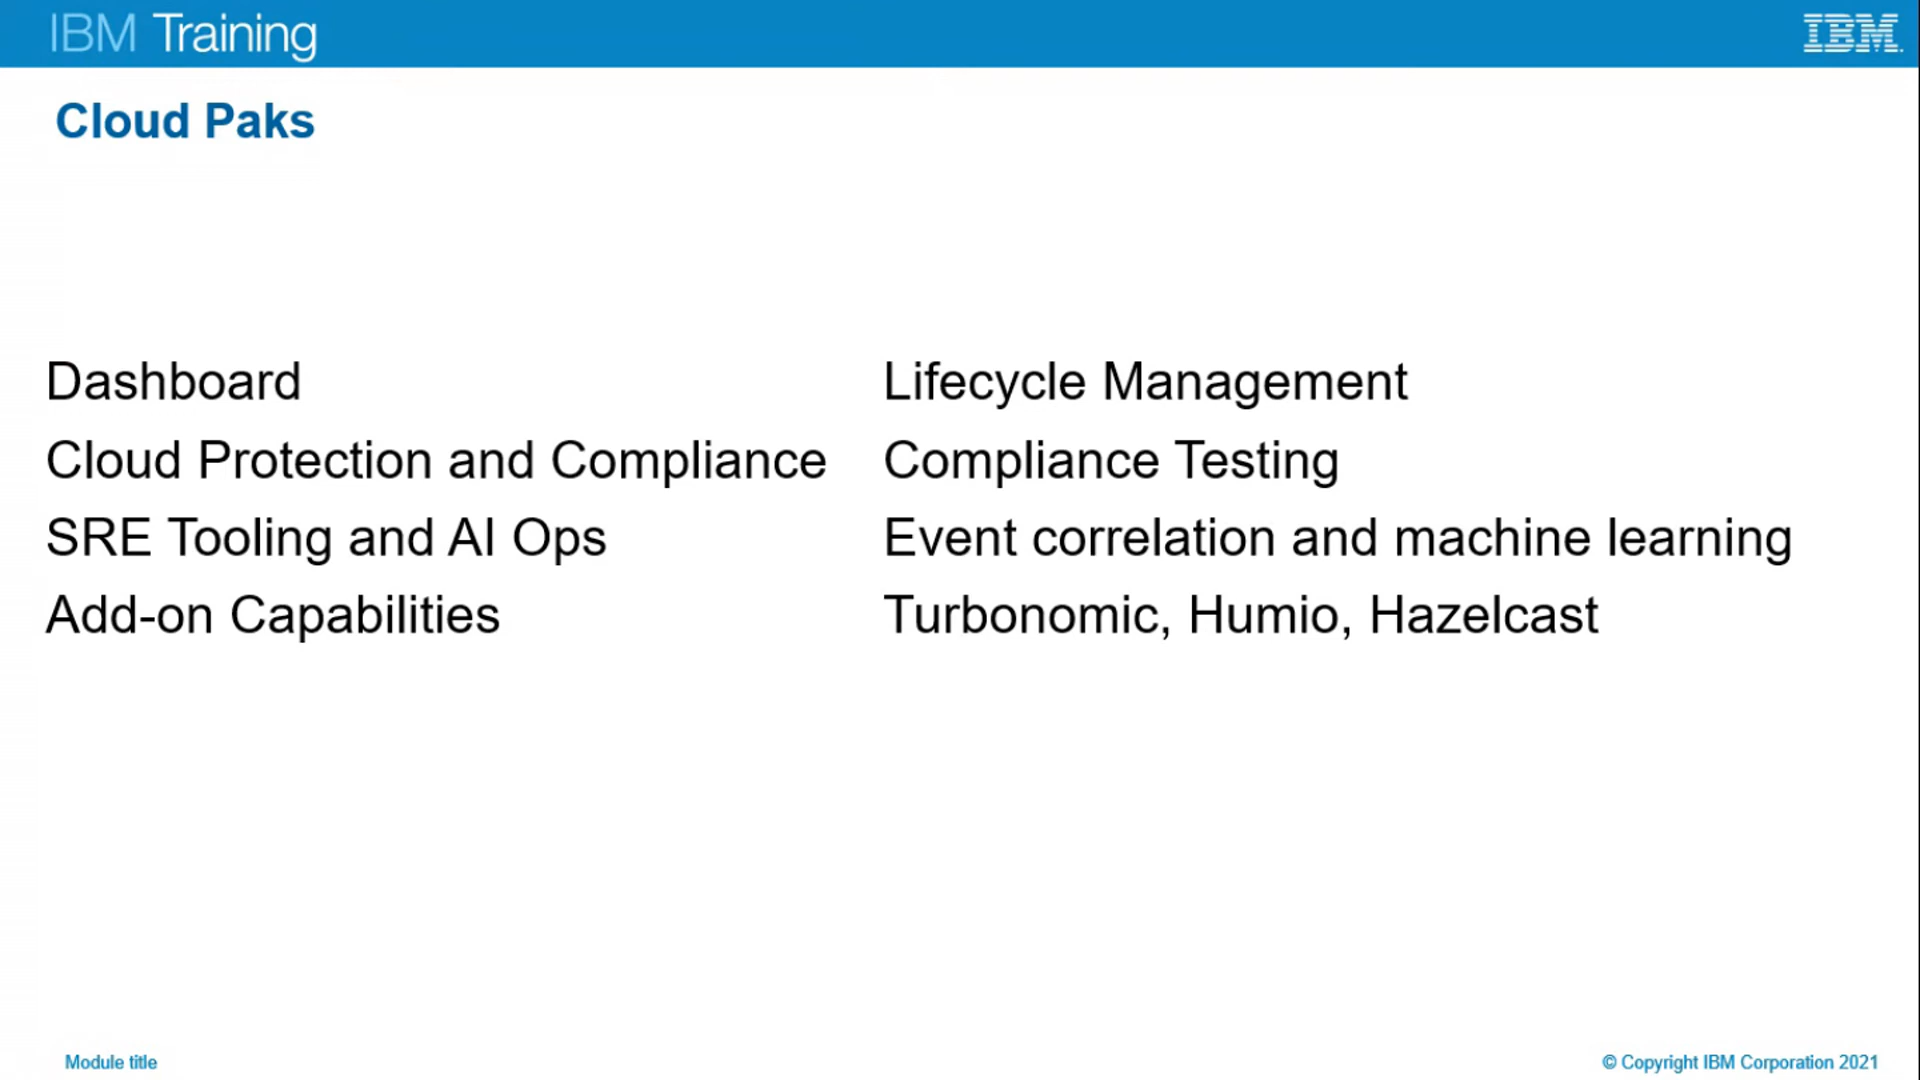 IBM Training
IBM
Cloud Paks
Dashboard
Lifecycle Management
Cloud Protection and Compliance
Compliance Testing
SRE Tooling and AI Ops
Event correlation and machine learning
Add-on Capabilities
Turbonomic, Humio, Hazelcast
Module title
© Copyright IBM Corporation 2021